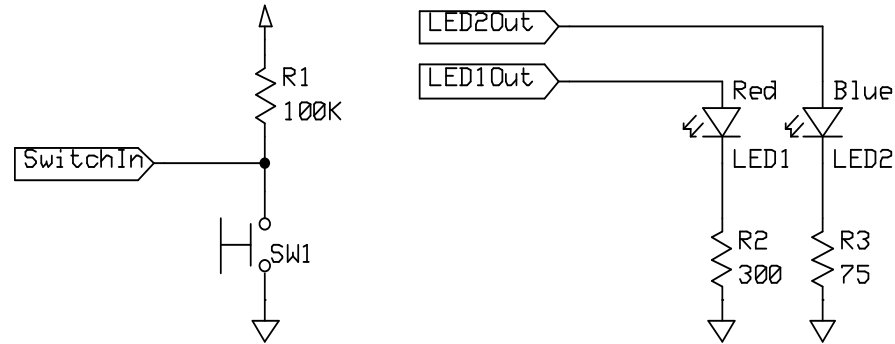 R1
100K
SwitchIn
SW1
LED2Out
LED1Out
Red
Blue
LED1
LED2
R2
300
R3
75